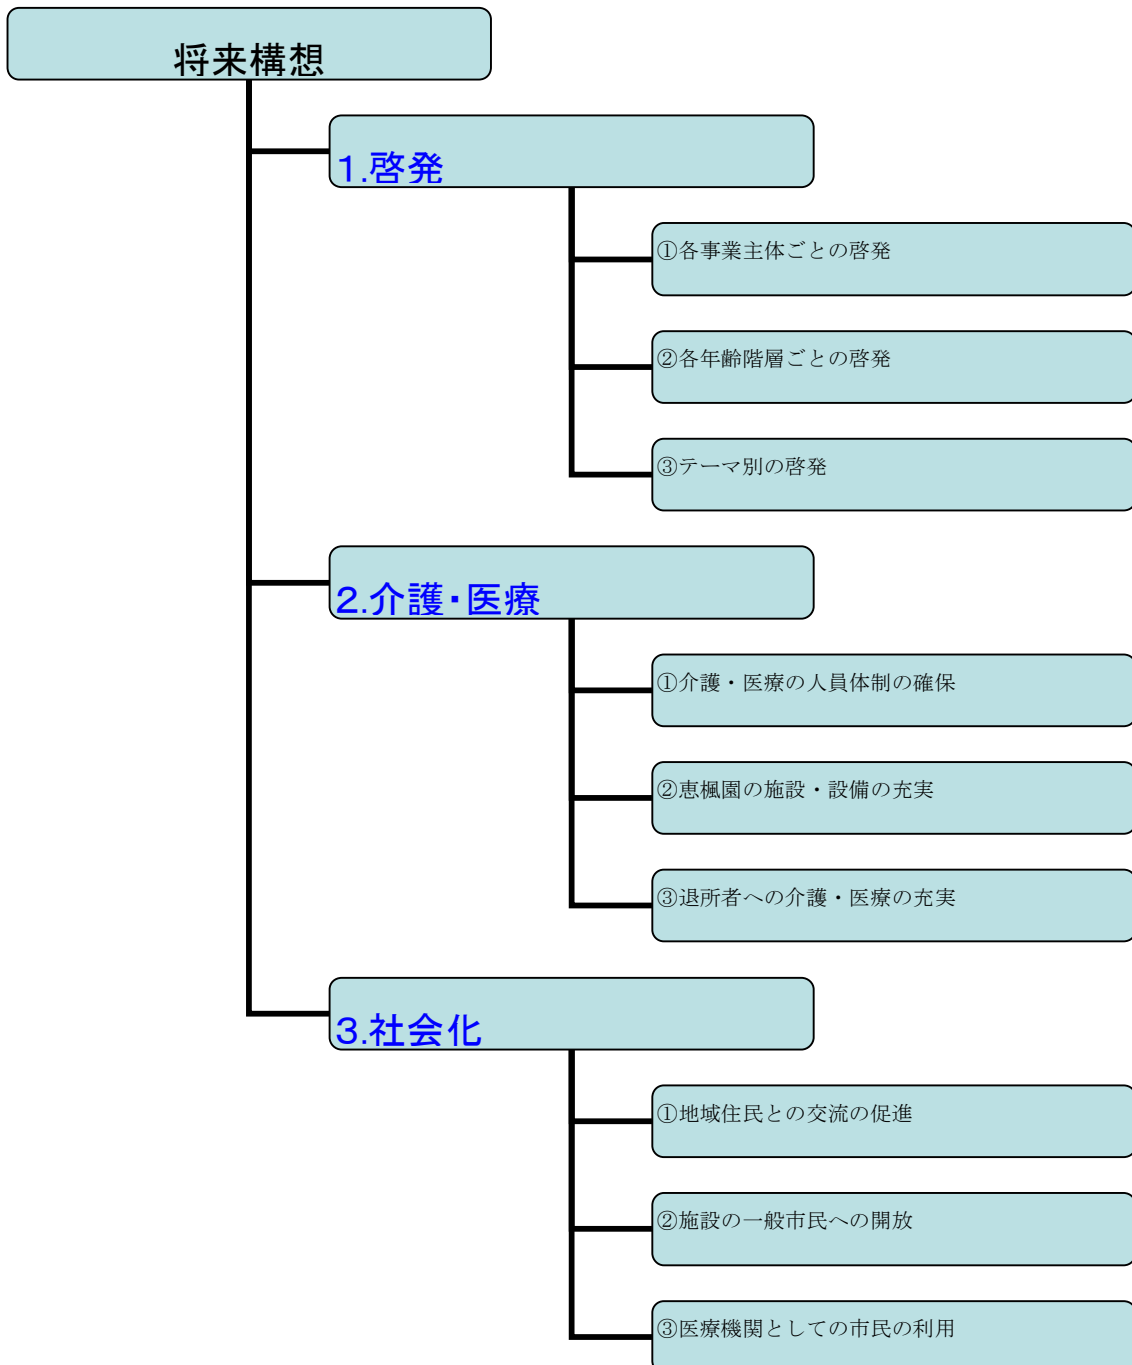 将来構想
1.啓発
①各事業主体ごとの啓発
②各年齢階層ごとの啓発
③テーマ別の啓発
2.介護・医療
①介護・医療の人員体制の確保
②恵楓園の施設・設備の充実
③退所者への介護・医療の充実
3.社会化
①地域住民との交流の促進
②施設の一般市民への開放
③医療機関としての市民の利用